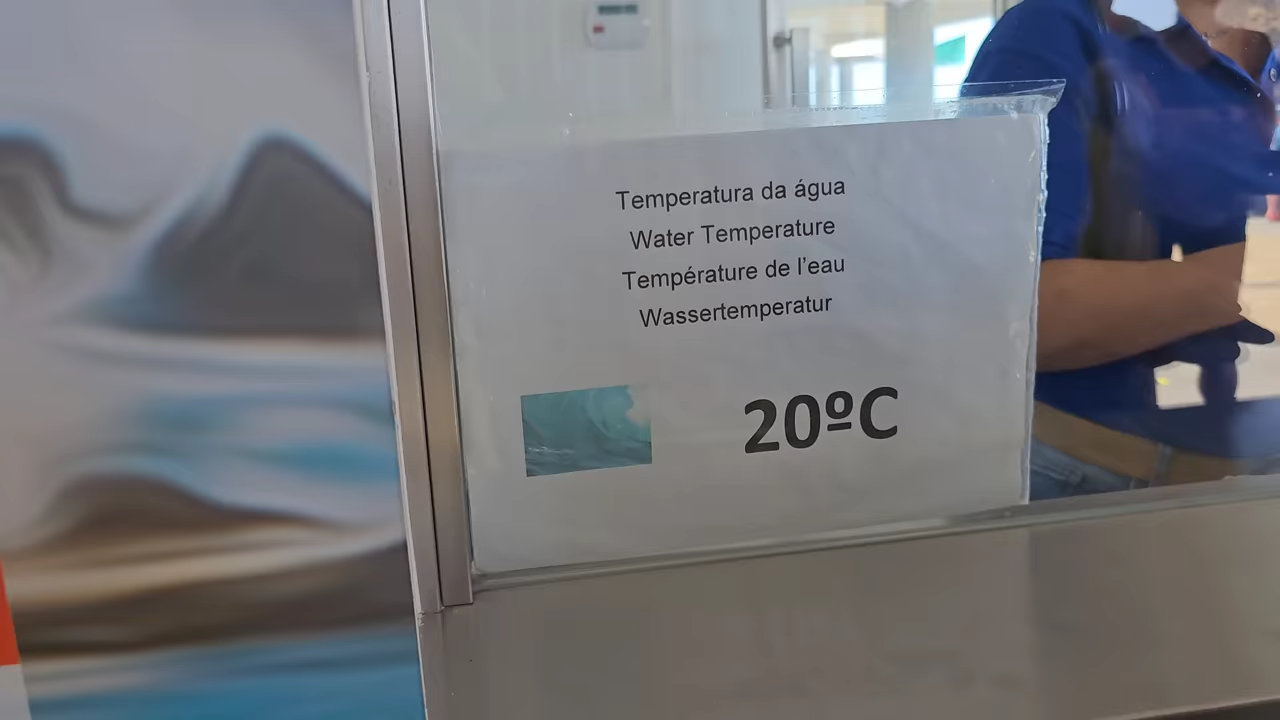 Temperatura da água
Water Temperature
Température de l'eau
Wassertemperatur
20ºC